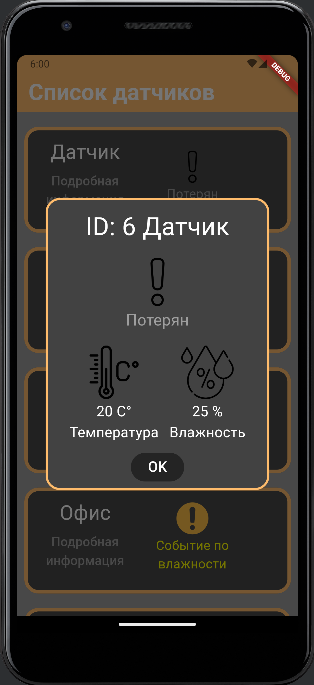 6:00
DEBUG
Список датчиков
Датчик
Подробная
Потерян
ID: 6 Датчик
Потерян
C°
%
20 C°
25 %
Температура
Влажность
OK
Офис
Подробная
информация
Событие по
влажности